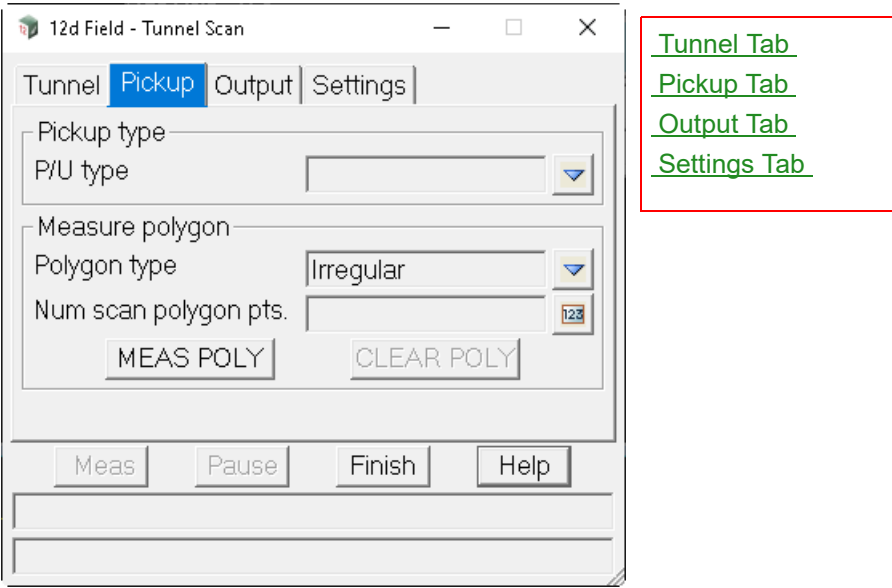 12d Field - Tunnel Scan
Tunnel Pickup Output Settings
Pickup type
P/U type
Measure polygon
Polygon type Irregular
Num scan polygon pts. 123
MEAS POLY CLEAR POLY
Meas Pause Finish Help
Tunnel Tab
Pickup Tab
Output Tab
Settings Tab